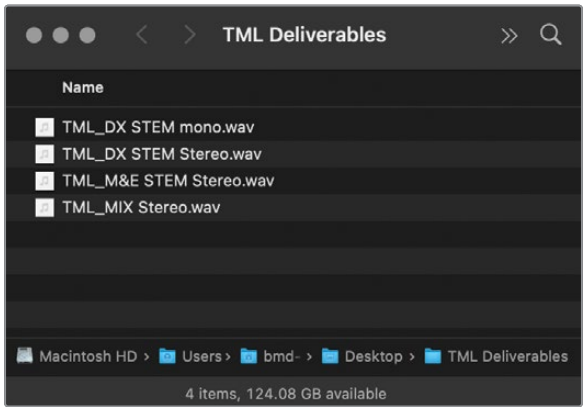 TML Deliverables
Name
TML_DX STEM mono.wav
TML_DX STEM Stereo.wav
TML_M&E STEM Stereo.wav
TML_MIX Stereo.wav
Macintosh HD › Users › bmd- › Desktop › TML Deliverables
4 items, 124.08 GB available